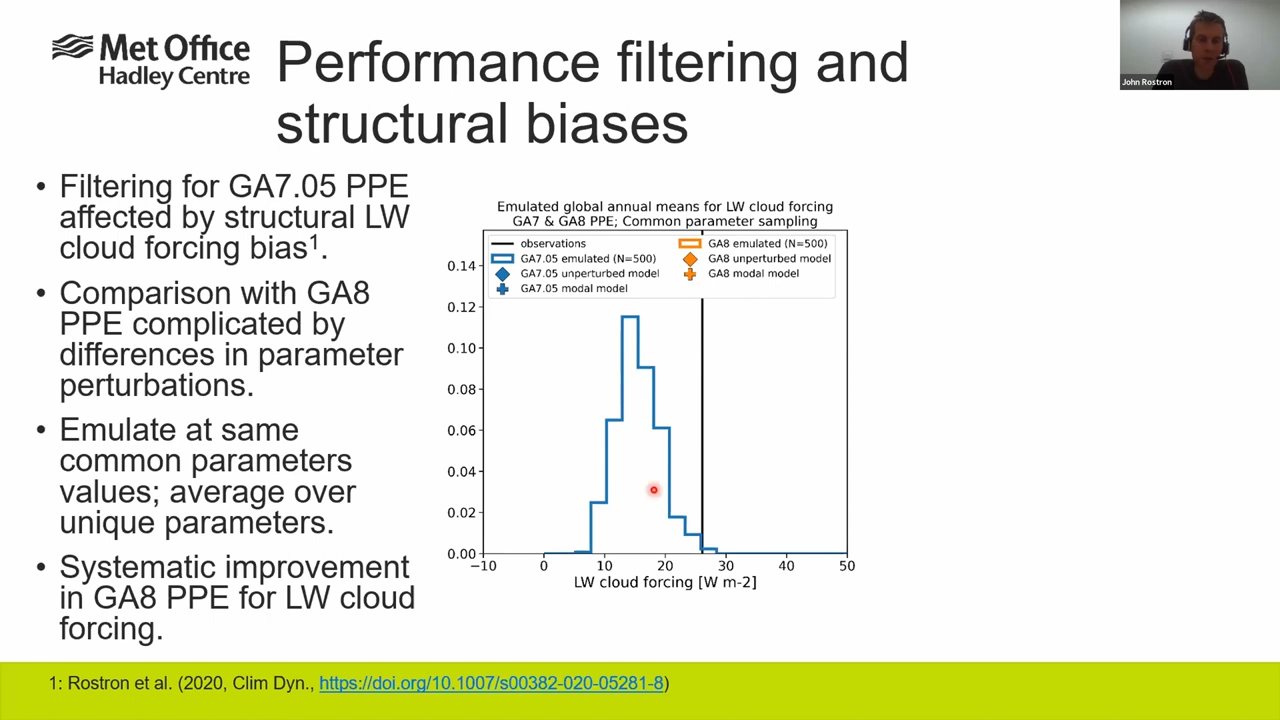 Met Office
Hadley Centre
Performance filtering and
structural biases
John Rostron
• Filtering for GA7.05 PPE
affected by structural LW
cloud forcing bias¹.
• Comparison with GA8
PPE complicated by
differences in parameter
perturbations.
• Emulate at same
common parameters
values; average over
unique parameters.
• Systematic improvement
in GA8 PPE for LW cloud
forcing.
Emulated global annual means for LW cloud forcing
GA7 & GA8 PPE; Common parameter sampling
observations
GA7.05 emulated (N=500)
GA7.05 unperturbed model
GA7.05 modal model
GA8 emulated (N=500)
GA8 unperturbed model
GA8 modal model
0.14
0.12
0.10
0.08
0.06
0.04
0.02
0.00
−10 0 10 20 30 40 50
LW cloud forcing [W m-2]
1: Rostron et al. (2020, Clim Dyn., https://doi.org/10.1007/s00382-020-05281-8)